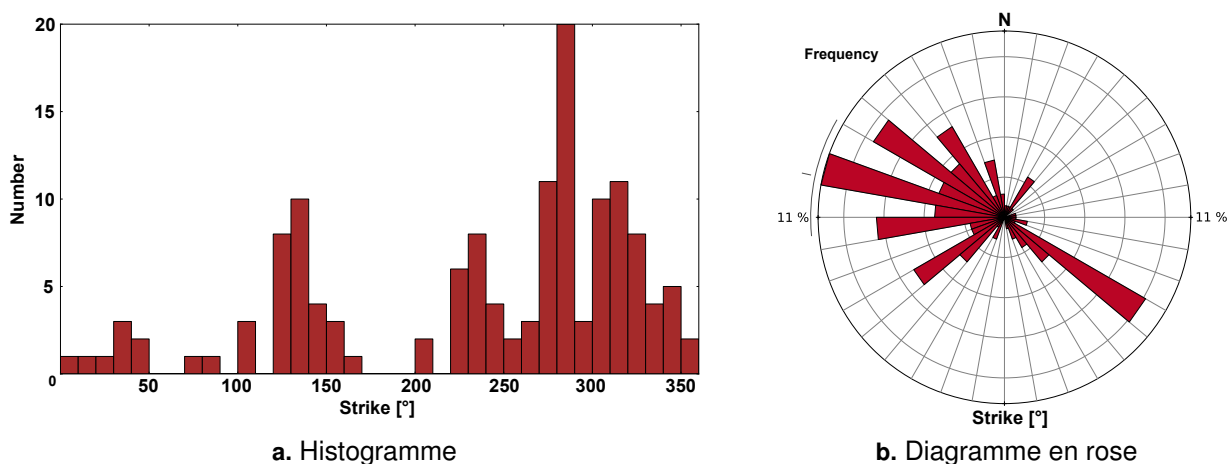 20
15
10
5
0
Number
50
100
150
200
250
300
350
Strike [°]
a. Histogramme
N
Frequency
11 %
11 %
Strike [°]
b. Diagramme en rose